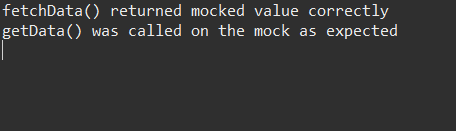 fetchData() returned mocked value correctly
getData() was called on the mock as expected